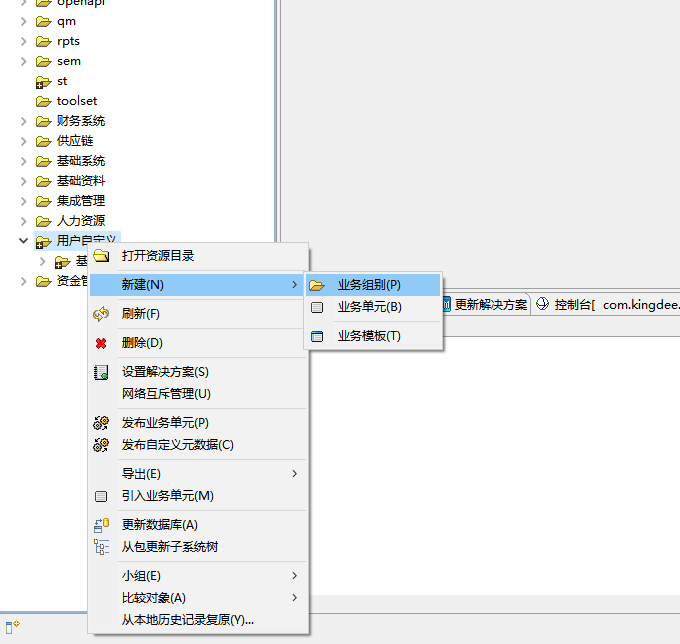 openapi
qm
rpts
sem
st
toolset
财务系统
供应链
基础系统
基础资料
集成管理
人力资源
用户自定义
基
资金管
打开资源目录
新建(N)
刷新(F)
删除(D)
设置解决方案(S)
网络互斥管理(U)
发布业务单元(P)
发布自定义元数据(C)
导出(E)
引入业务单元(M)
更新数据库(A)
从包更新子系统树
小组(E)
比较对象(A)
从本地历史记录复原(Y)...
业务组别(P)
业务单元(B)
业务模板(T)
更新解决方案
控制台[ com.kingdee.